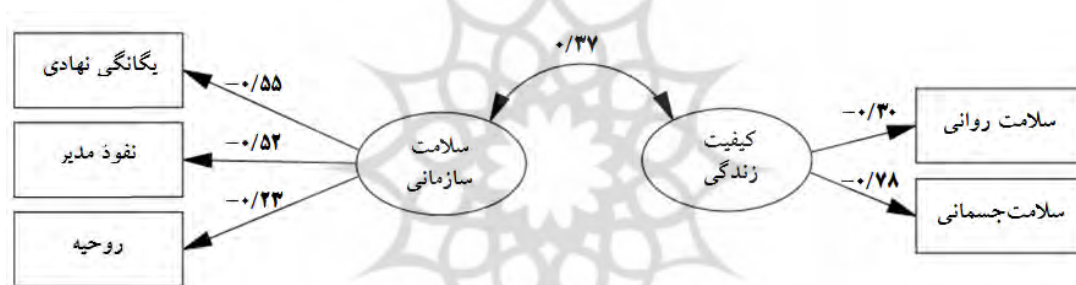 ۰/۳۷
یگانگی نهادی
−۰/۵۵
سلامت روانی
−۰/۳۰
کیفیت
زندگی
سلامت
سازمانی
نفوذ مدیر
−۰/۵۲
−۰/۷۸
سلامت‌جسمانی
−۰/۲۳
روحیه